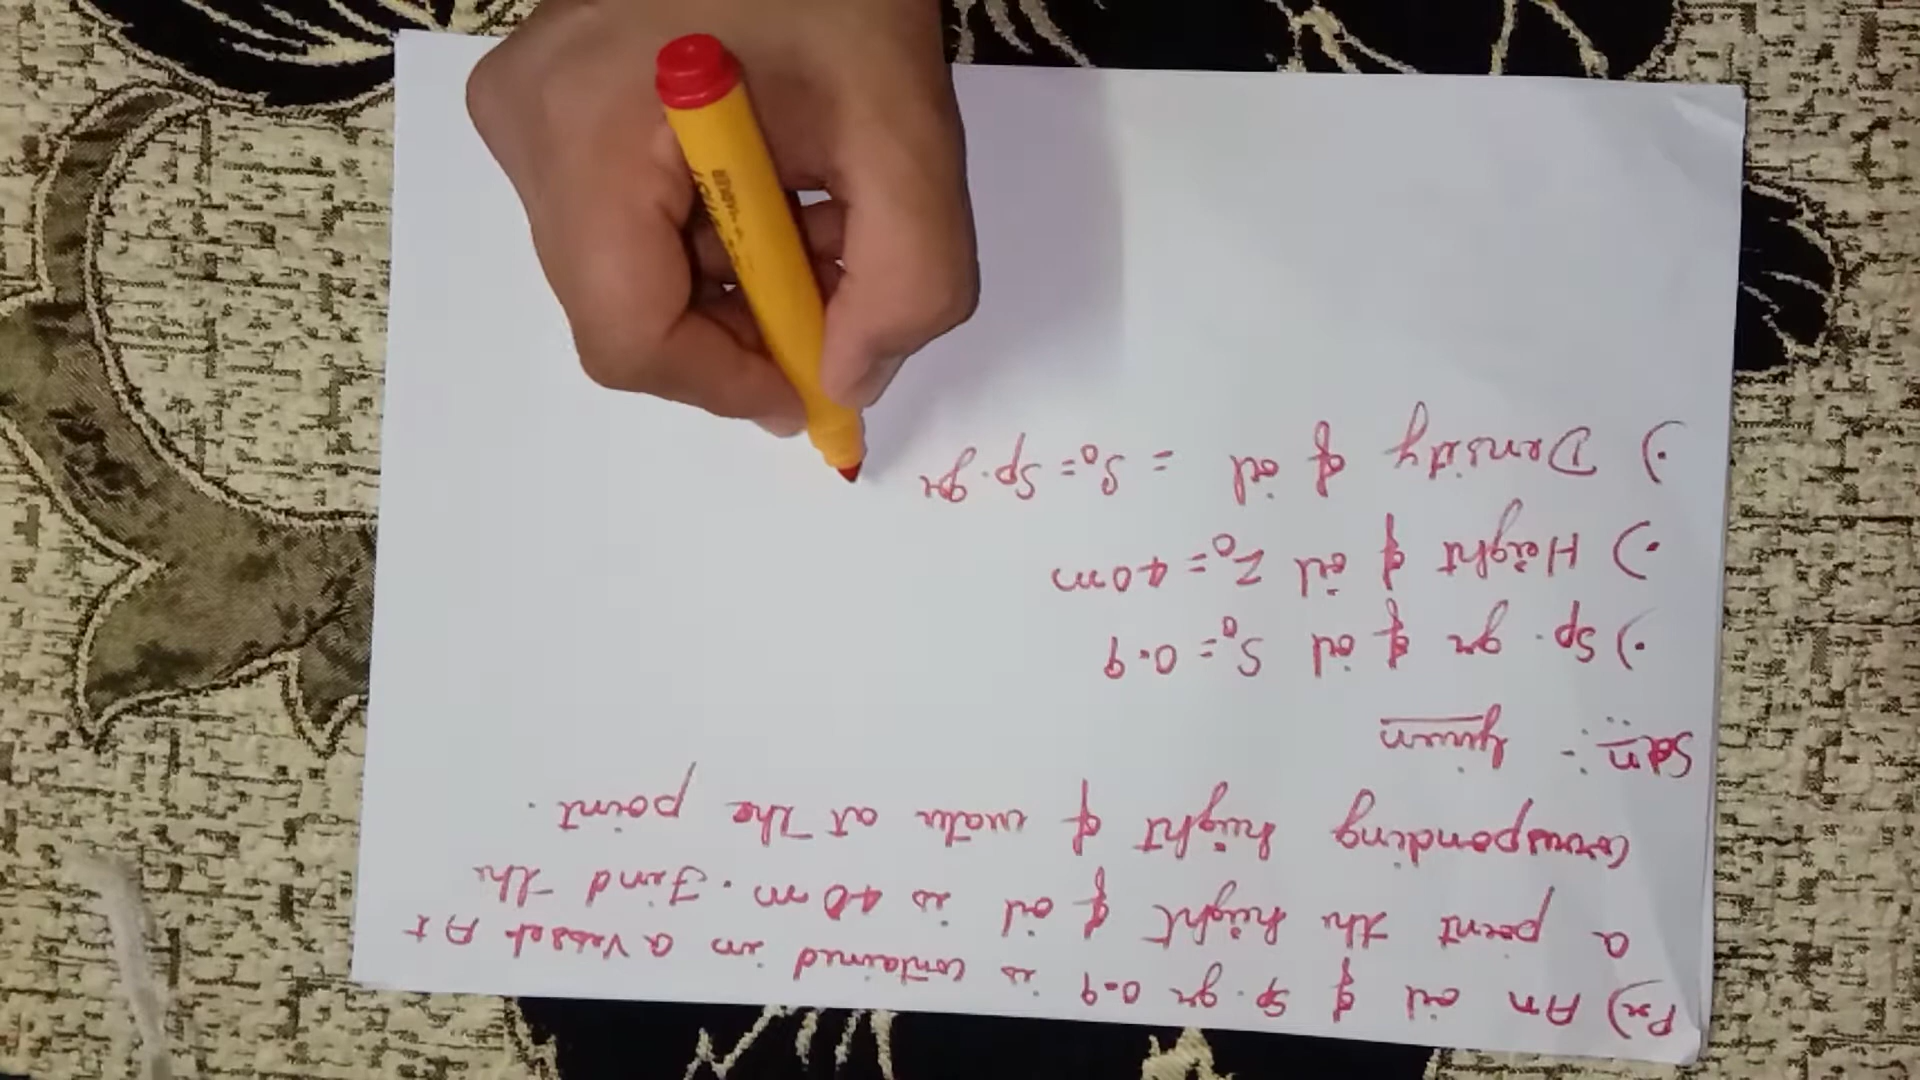 Px) An oil of sp. gr 0.9 is contained in a vessel At
a point the height of oil is 40m. Find the
corresponding height of water at the point.
Soln :- Given
·) Sp. gr of oil S₀ = 0.9
·) Height of oil Z₀ = 40m
·) Density of oil = ρ₀ = Sp. gr